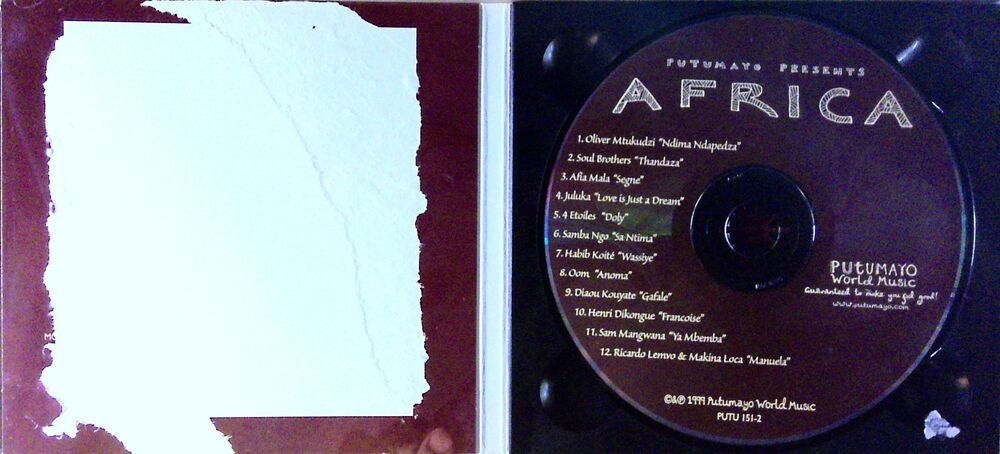 PUTUMAYO PRESENTS
AFRICA
1. Oliver Mtukudzi "Ndima Ndapedza"
2. Soul Brothers "Thandaza"
3. Afia Mala "Segne"
4. Juluka "Love is Just a Dream"
5. 4 Etoiles "Doly"
6. Samba Ngo "Sa Ntima"
7. Habib Koité "Wassiye"
8. Oom "Anoma"
9. Diaou Kouyate "Gafale"
10. Henri Dikongue "Francoise"
11. Sam Mangwana "Ya Mbemba"
12. Ricardo Lemvo & Makina Loca "Manuela"
PUTUMAYO
World Music
Guaranteed to make you feel good!
www.putumayo.com
©&℗ 1999 Putumayo World Music
PUTU 151-2